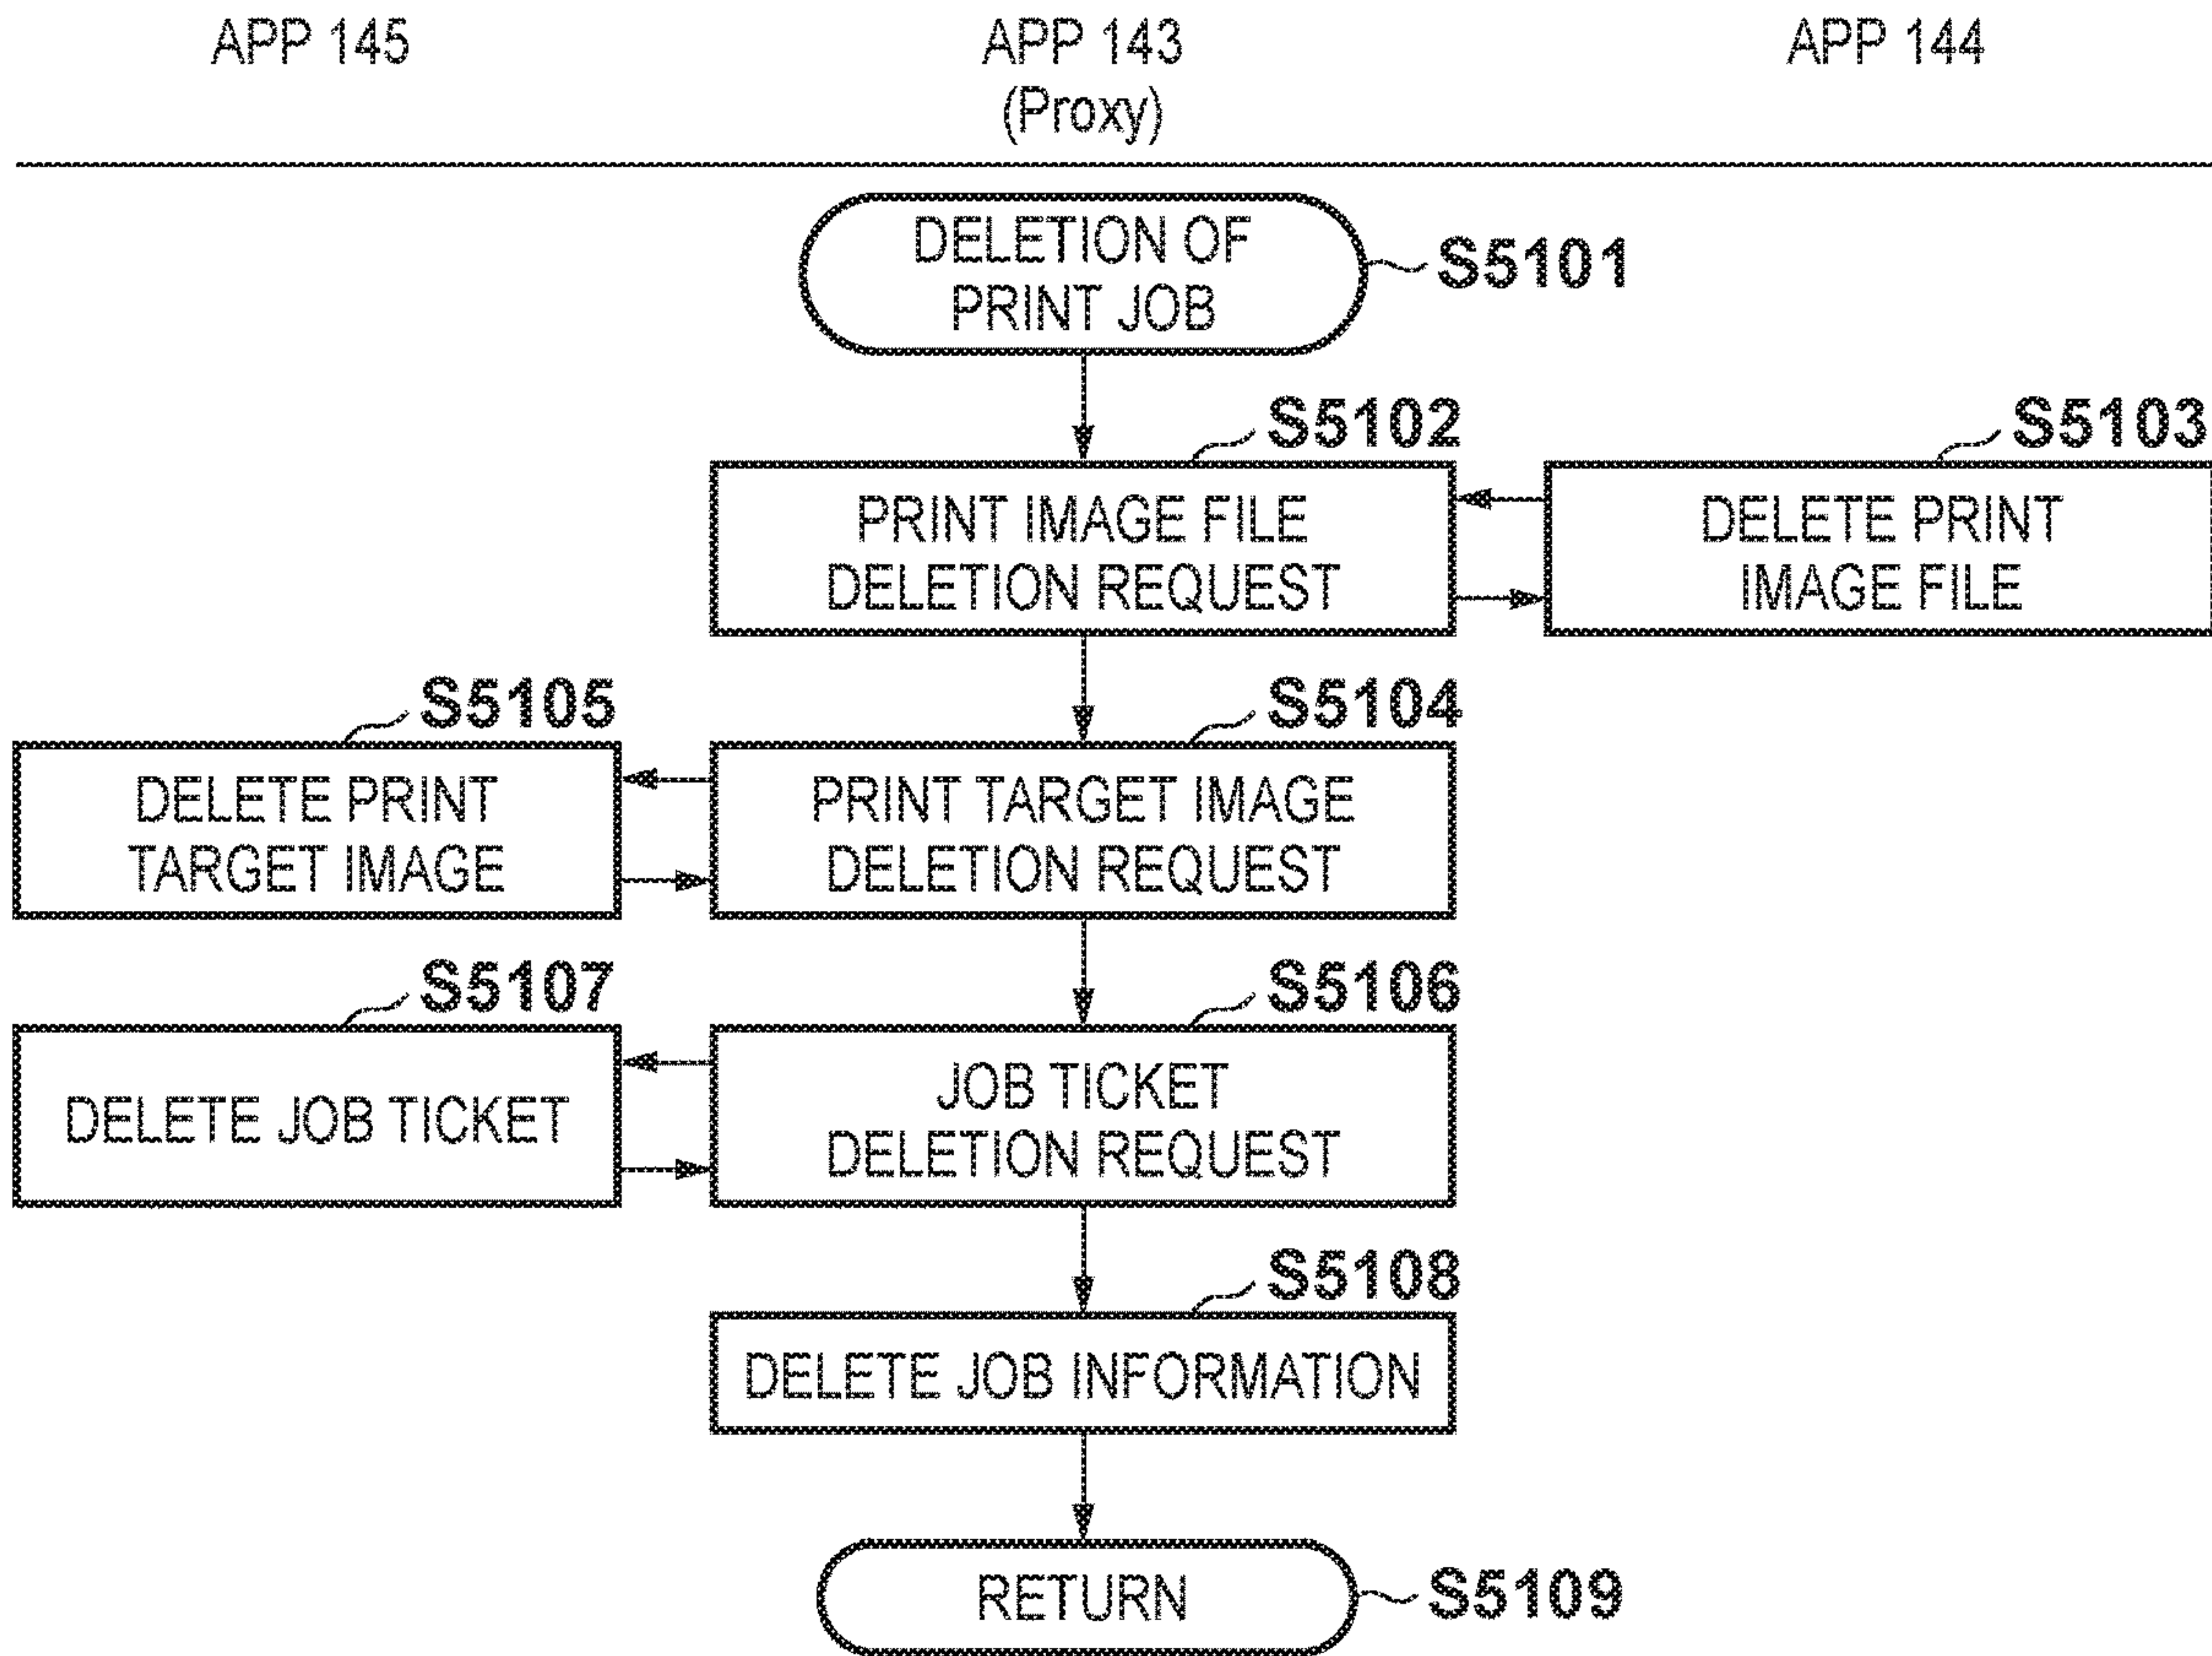 APP 145
APP 143
(Proxy)
APP 144
DELETION OF
PRINT JOB
S5101
S5102
PRINT IMAGE FILE
DELETION REQUEST
S5103
DELETE PRINT
IMAGE FILE
S5105
DELETE PRINT
TARGET IMAGE
S5104
PRINT TARGET IMAGE
DELETION REQUEST
S5107
DELETE JOB TICKET
S5106
JOB TICKET
DELETION REQUEST
S5108
DELETE JOB INFORMATION
RETURN
S5109